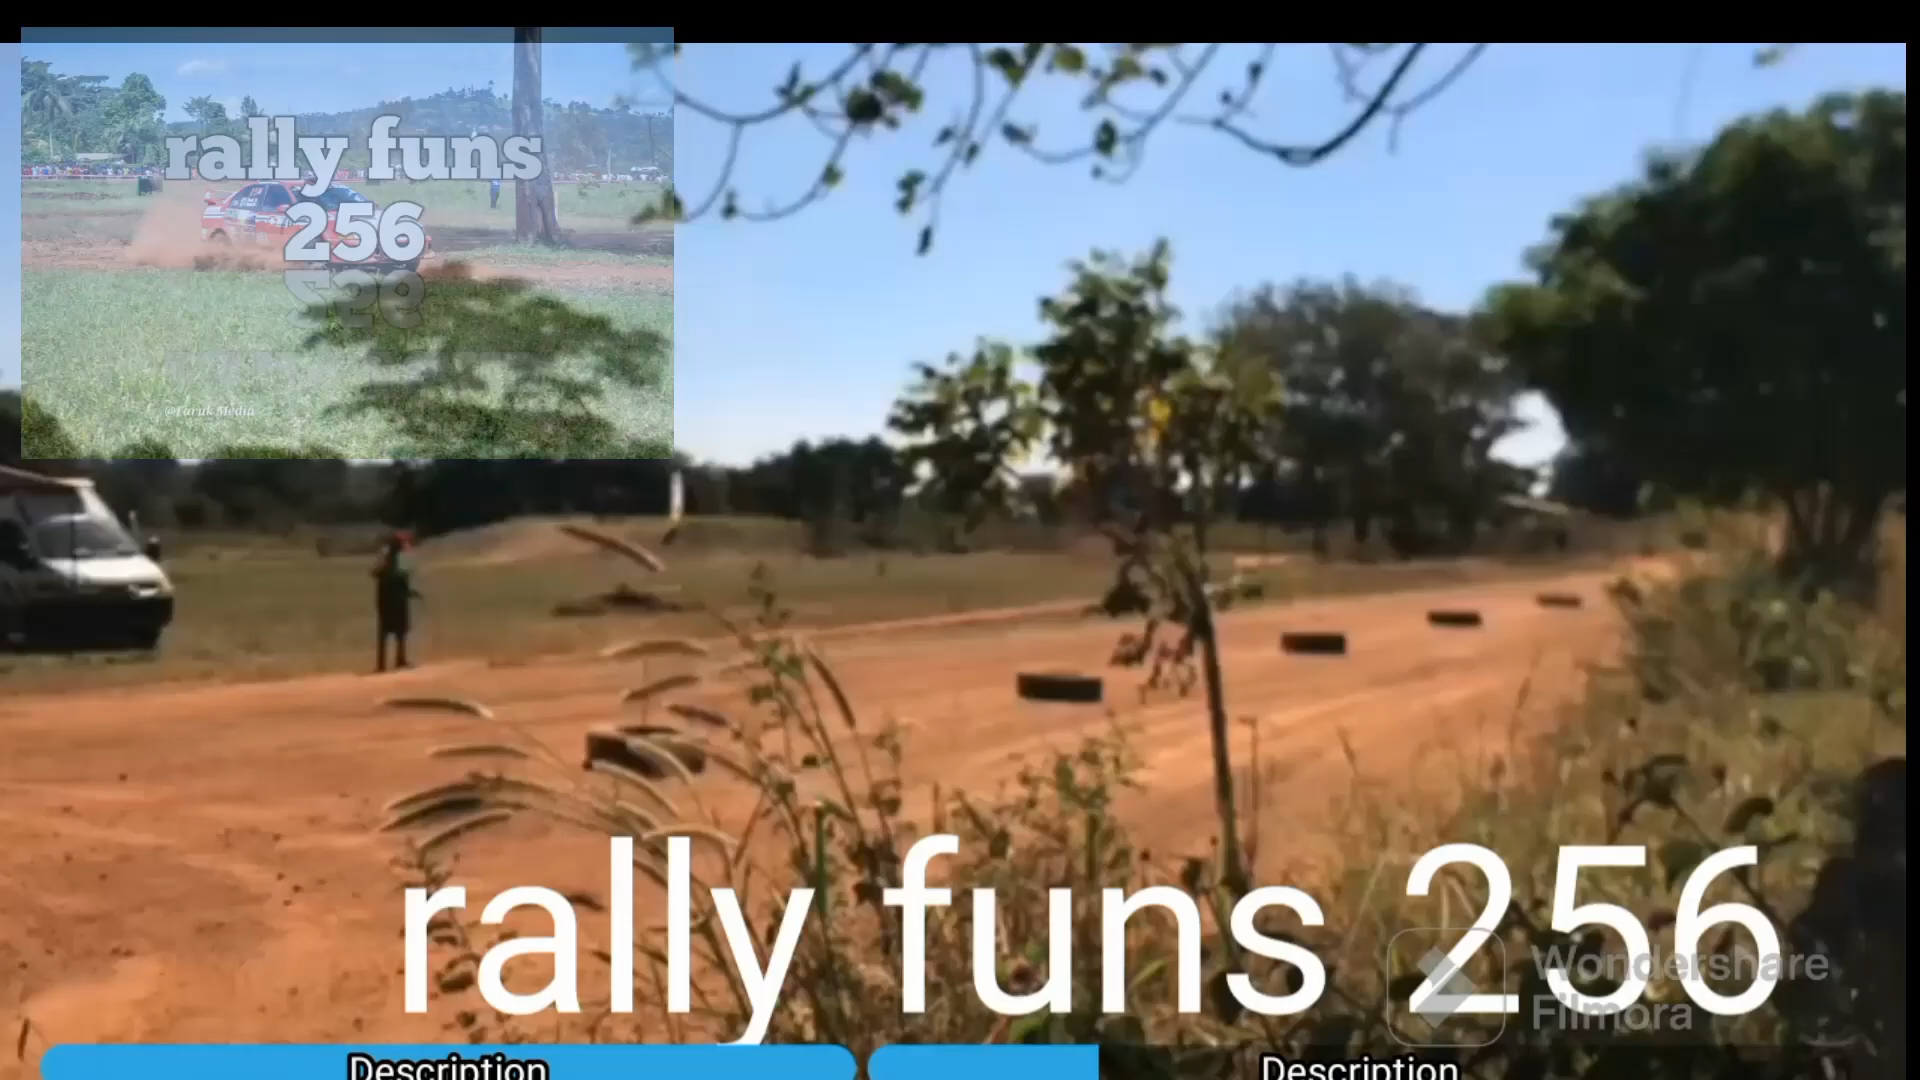 rally funs
256
@Faruk Media
rally funs 256
Wondershare
Filmora
Description
Description